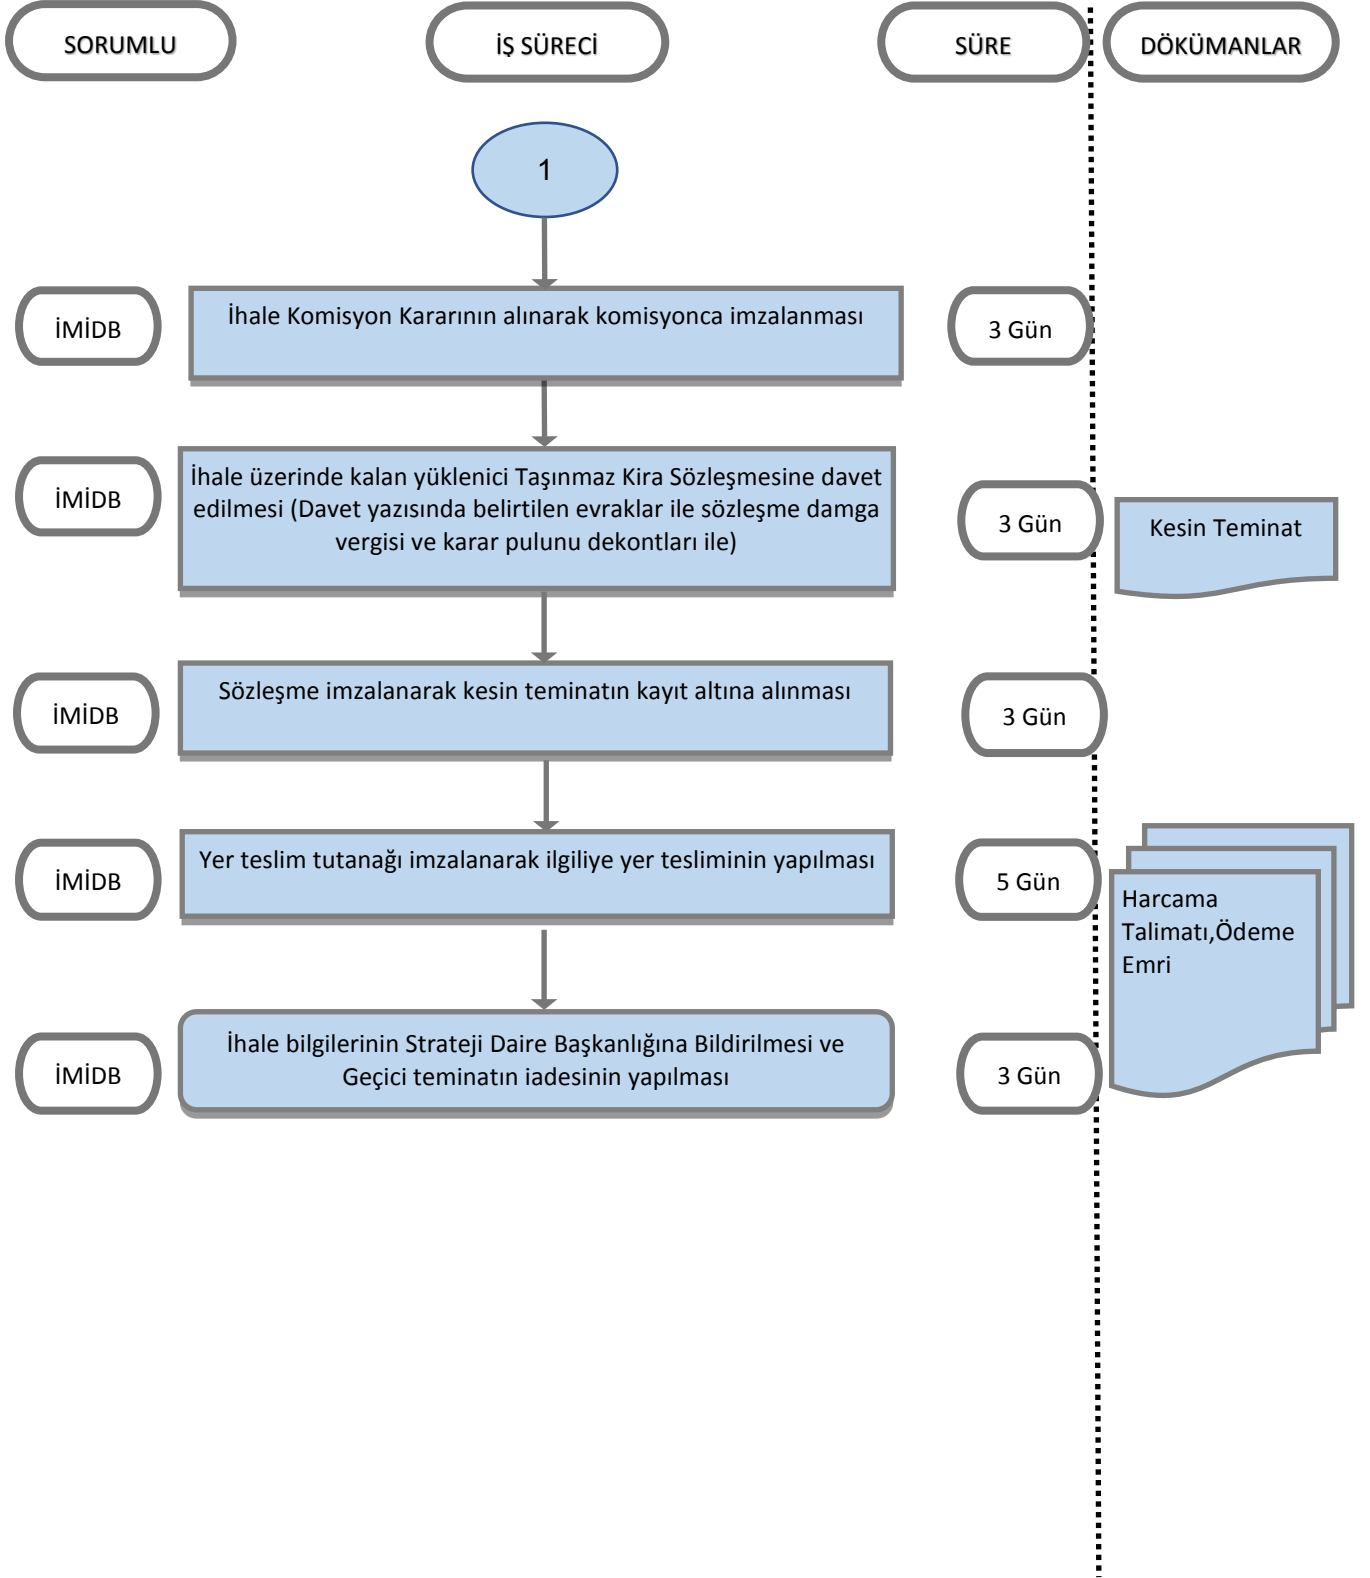 SORUMLU
İŞ SÜRECİ
SÜRE
DÖKÜMANLAR
1
İMİDB
İhale Komisyon Kararının alınarak komisyonca imzalanması
3 Gün
İMİDB
İhale üzerinde kalan yüklenici Taşınmaz Kira Sözleşmesine davet
edilmesi (Davet yazısında belirtilen evraklar ile sözleşme damga
vergisi ve karar pulunu dekontları ile)
3 Gün
Kesin Teminat
İMİDB
Sözleşme imzalanarak kesin teminatın kayıt altına alınması
3 Gün
İMİDB
Yer teslim tutanağı imzalanarak ilgiliye yer tesliminin yapılması
5 Gün
Harcama
Talimatı,Ödeme
Emri
İMİDB
İhale bilgilerinin Strateji Daire Başkanlığına Bildirilmesi ve
Geçici teminatın iadesinin yapılması
3 Gün